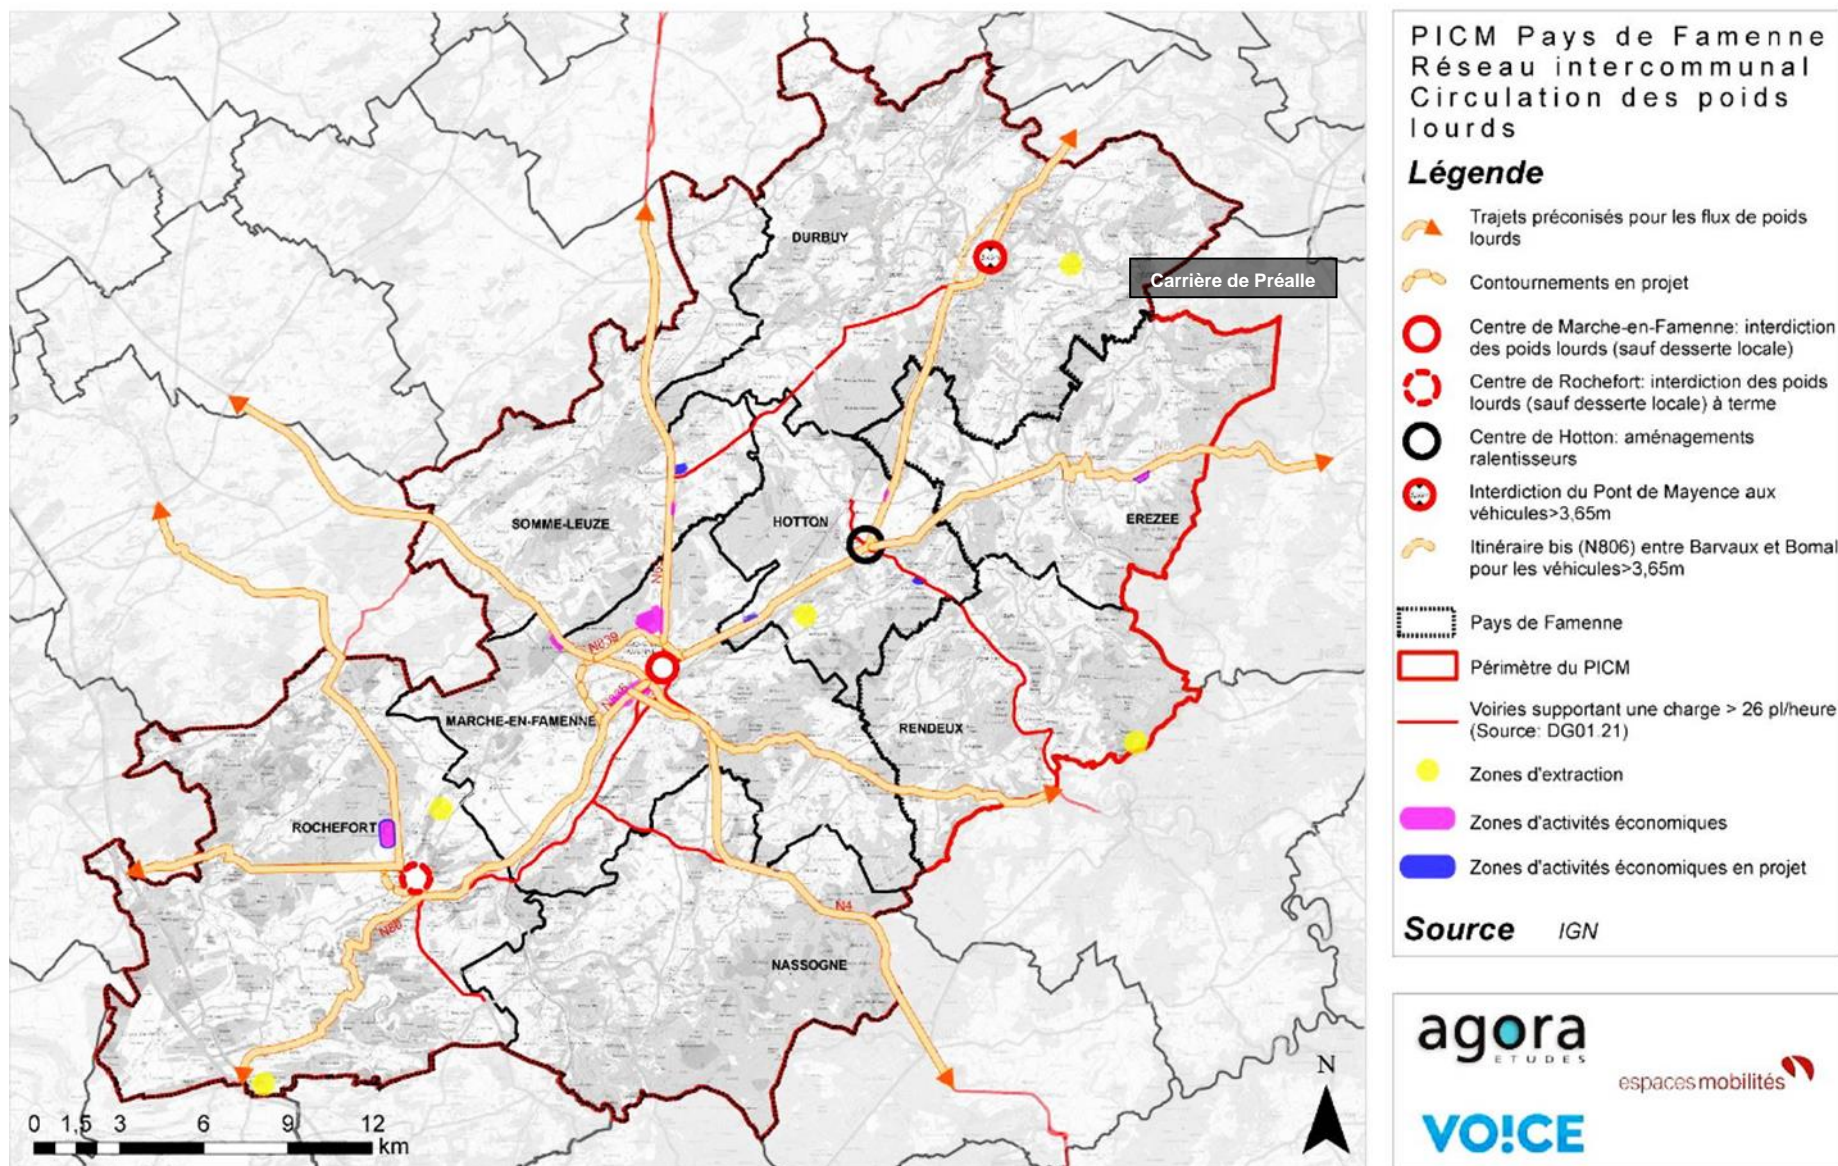 DURBUY
Carrière de Préalle
N807
SOMME-LEUZE
HOTTON
EREZEE
N63
N839
MARCHE-EN-FAMENNE
RENDEUX
ROCHEFORT
N4
NASSOGNE
0 1,5 3 6 9 12
km
N
PICM Pays de Famenne
Réseau intercommunal
Circulation des poids
lourds
Légende
Trajets préconisés pour les flux de poids
lourds
Contournements en projet
Centre de Marche-en-Famenne: interdiction
des poids lourds (sauf desserte locale)
Centre de Rochefort: interdiction des poids
lourds (sauf desserte locale) à terme
Centre de Hotton: aménagements
ralentisseurs
Interdiction du Pont de Mayence aux
véhicules>3,65m
Itinéraire bis (N806) entre Barvaux et Bomal
pour les véhicules>3,65m
Pays de Famenne
Périmètre du PICM
Voiries supportant une charge > 26 pl/heure
(Source: DG01.21)
Zones d'extraction
Zones d'activités économiques
Zones d'activités économiques en projet
Source IGN
agora
ETUDES
espacesmobilités
VO!CE